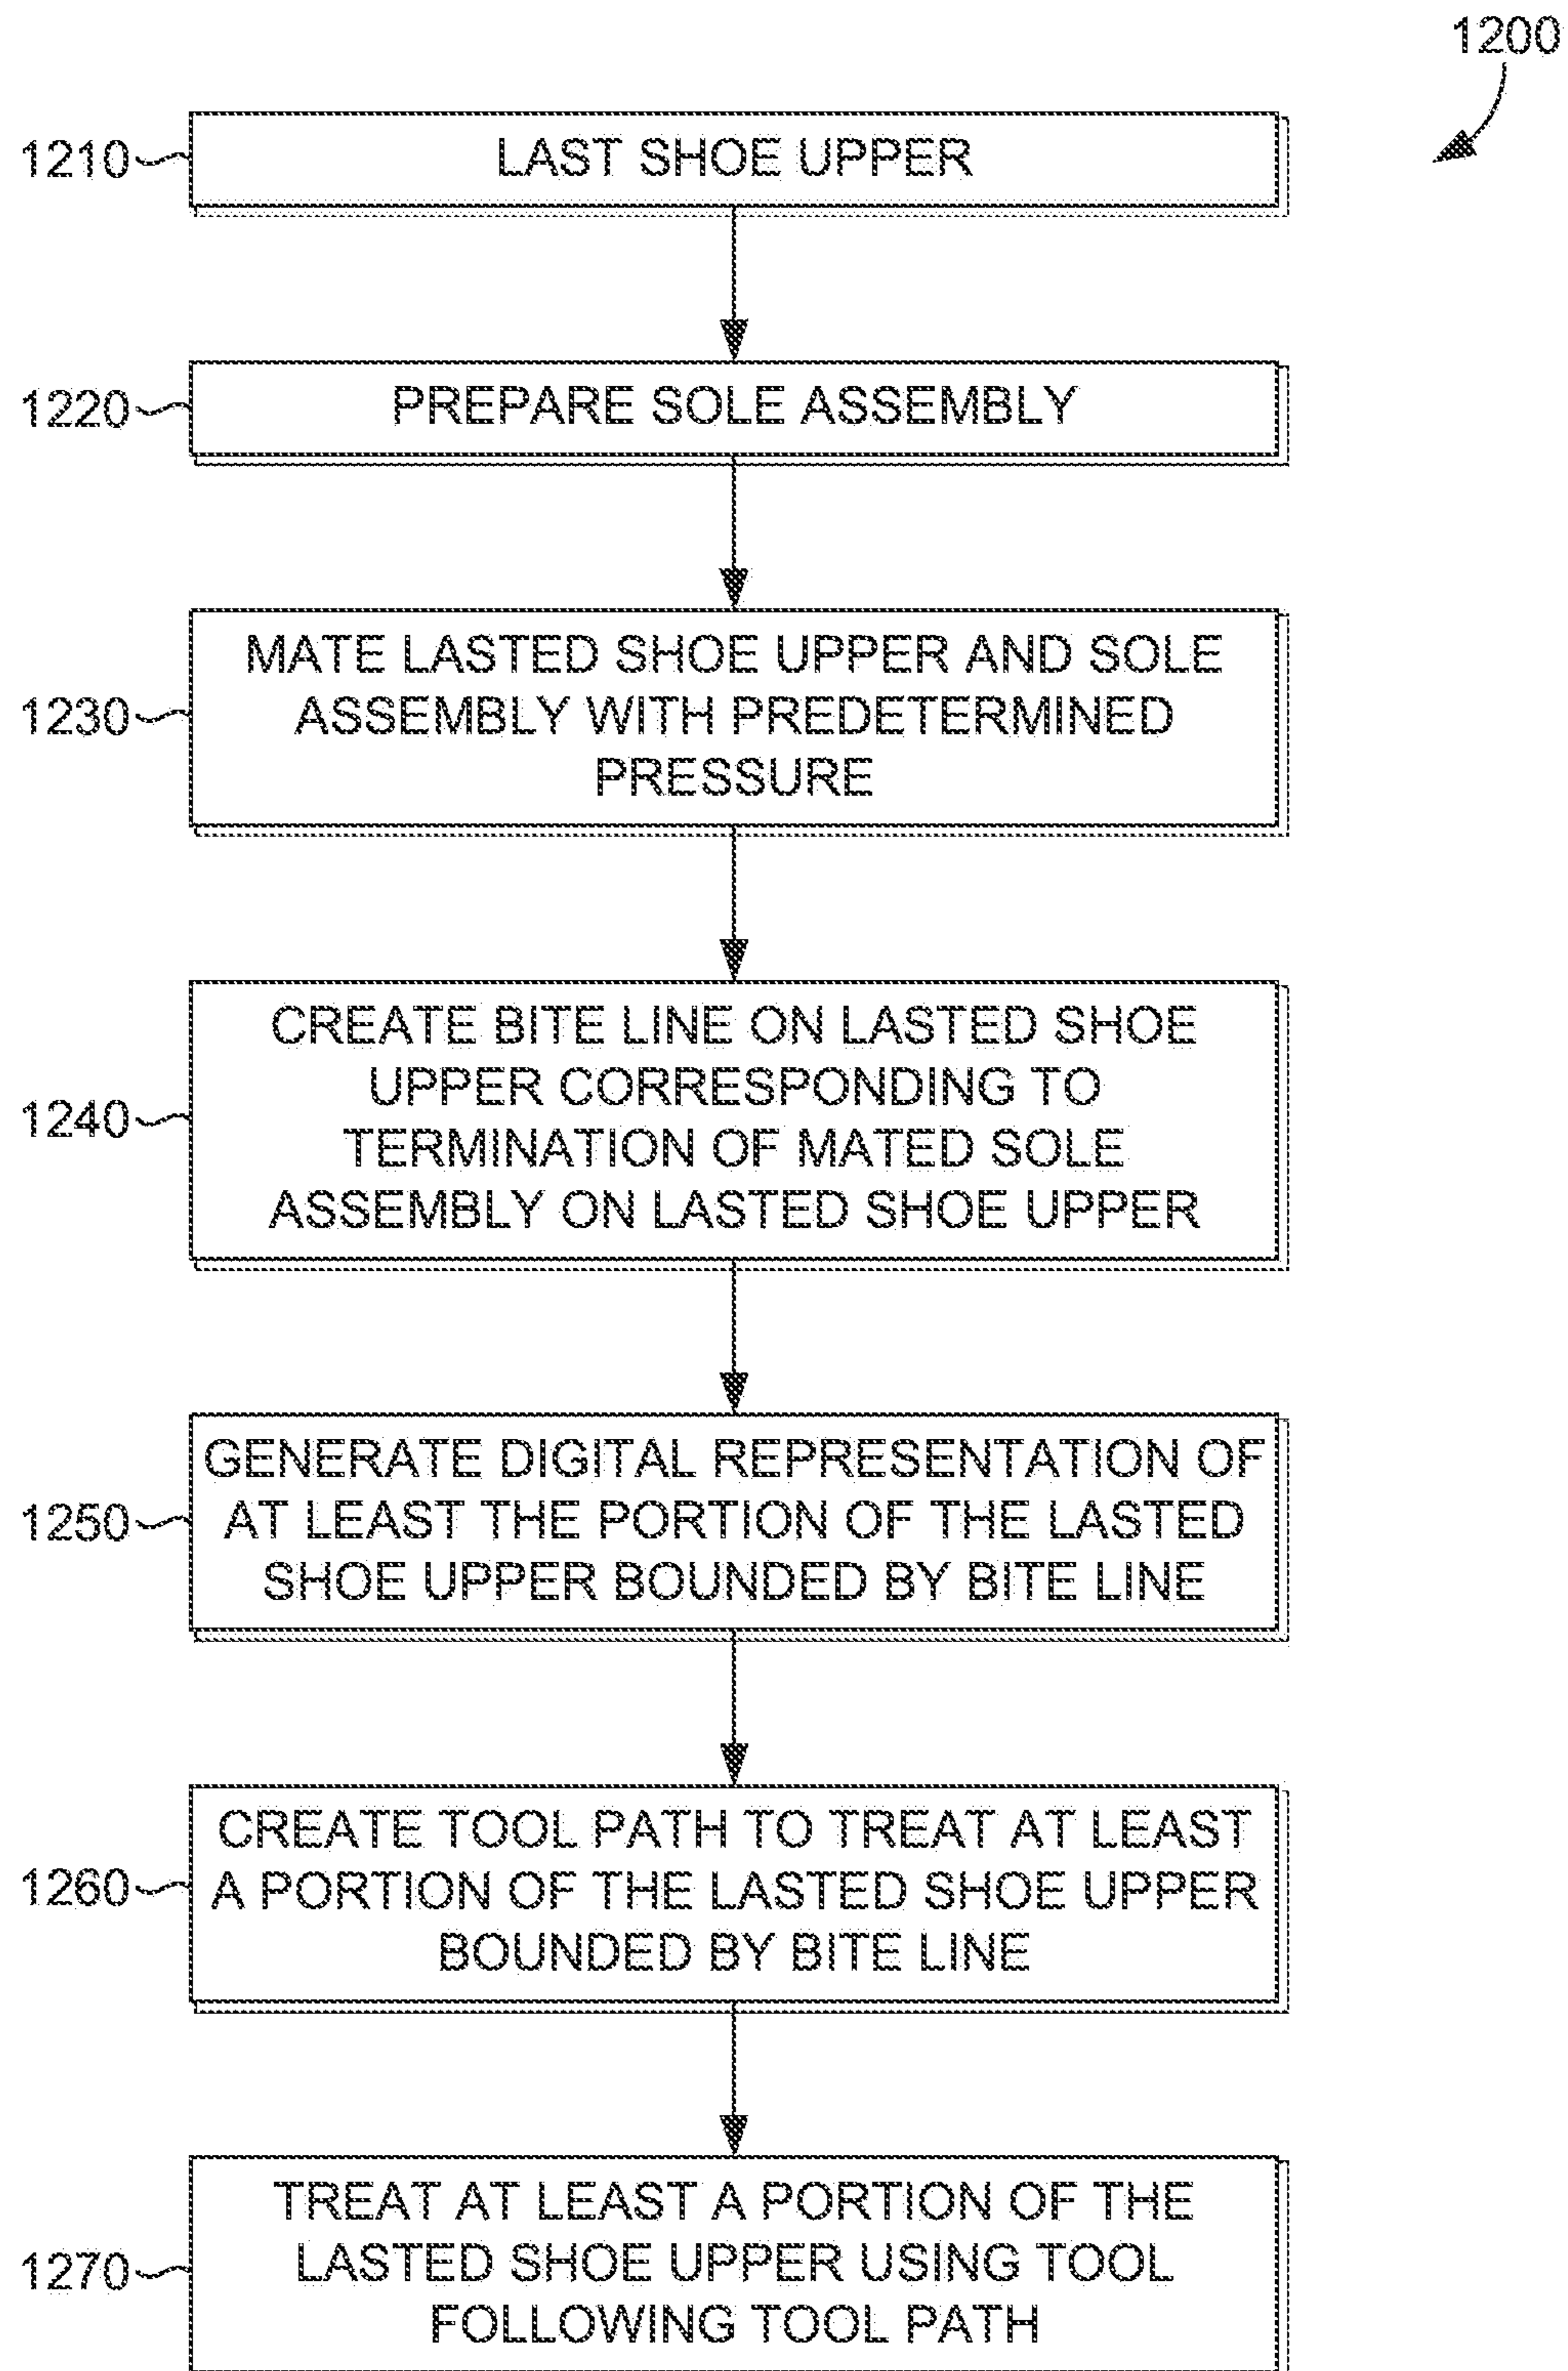 1200
1210
LAST SHOE UPPER
1220
PREPARE SOLE ASSEMBLY
1230
MATE LASTED SHOE UPPER AND SOLE
ASSEMBLY WITH PREDETERMINED
PRESSURE
1240
CREATE BITE LINE ON LASTED SHOE
UPPER CORRESPONDING TO
TERMINATION OF MATED SOLE
ASSEMBLY ON LASTED SHOE UPPER
1250
GENERATE DIGITAL REPRESENTATION OF
AT LEAST THE PORTION OF THE LASTED
SHOE UPPER BOUNDED BY BITE LINE
1260
CREATE TOOL PATH TO TREAT AT LEAST
A PORTION OF THE LASTED SHOE UPPER
BOUNDED BY BITE LINE
1270
TREAT AT LEAST A PORTION OF THE
LASTED SHOE UPPER USING TOOL
FOLLOWING TOOL PATH